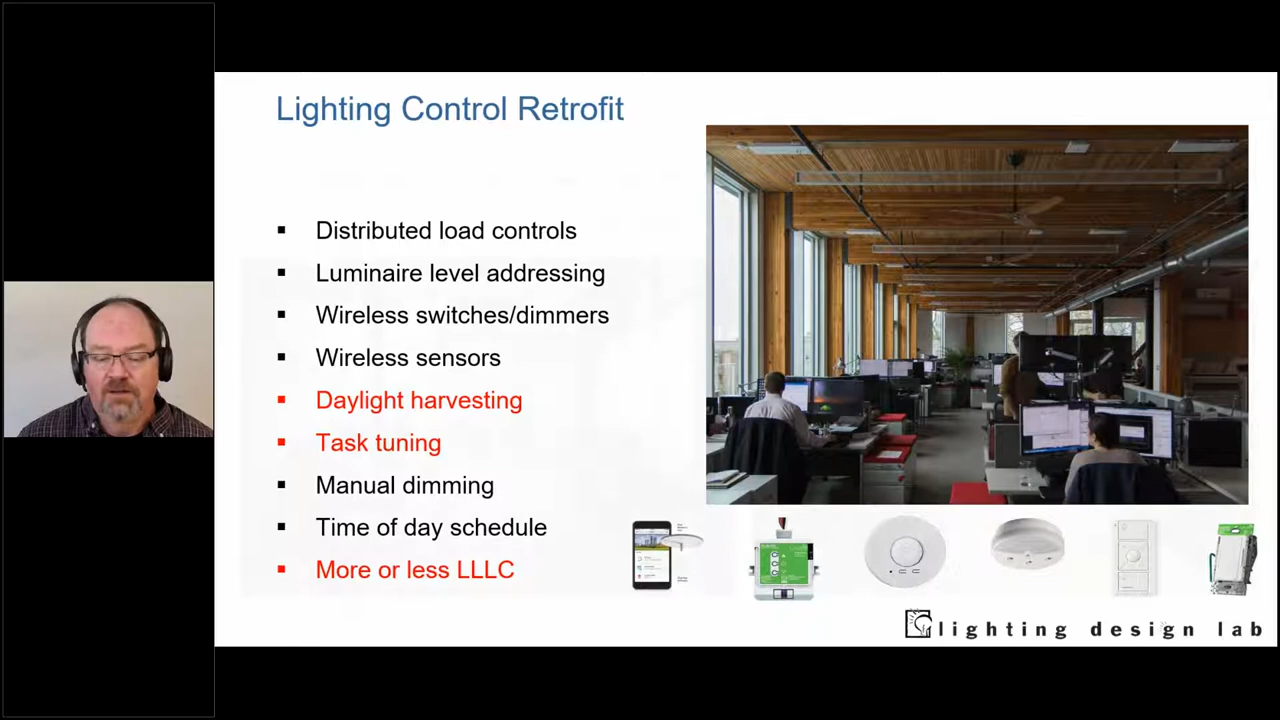 Lighting Control Retrofit
Distributed load controls
Luminaire level addressing
Wireless switches/dimmers
Wireless sensors
Daylight harvesting
Task tuning
Manual dimming
Time of day schedule
More or less LLLC
lighting design lab